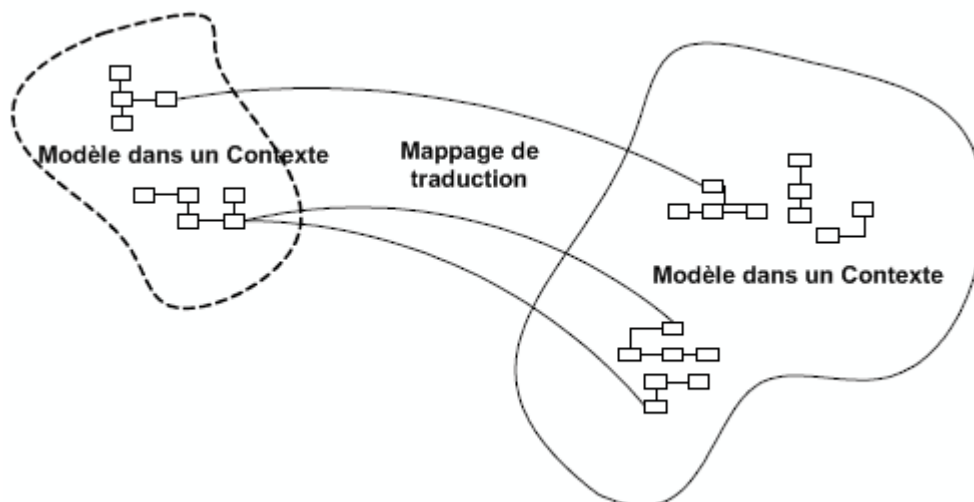 Modèle dans un Contexte
Mappage de
traduction
Modèle dans un Contexte